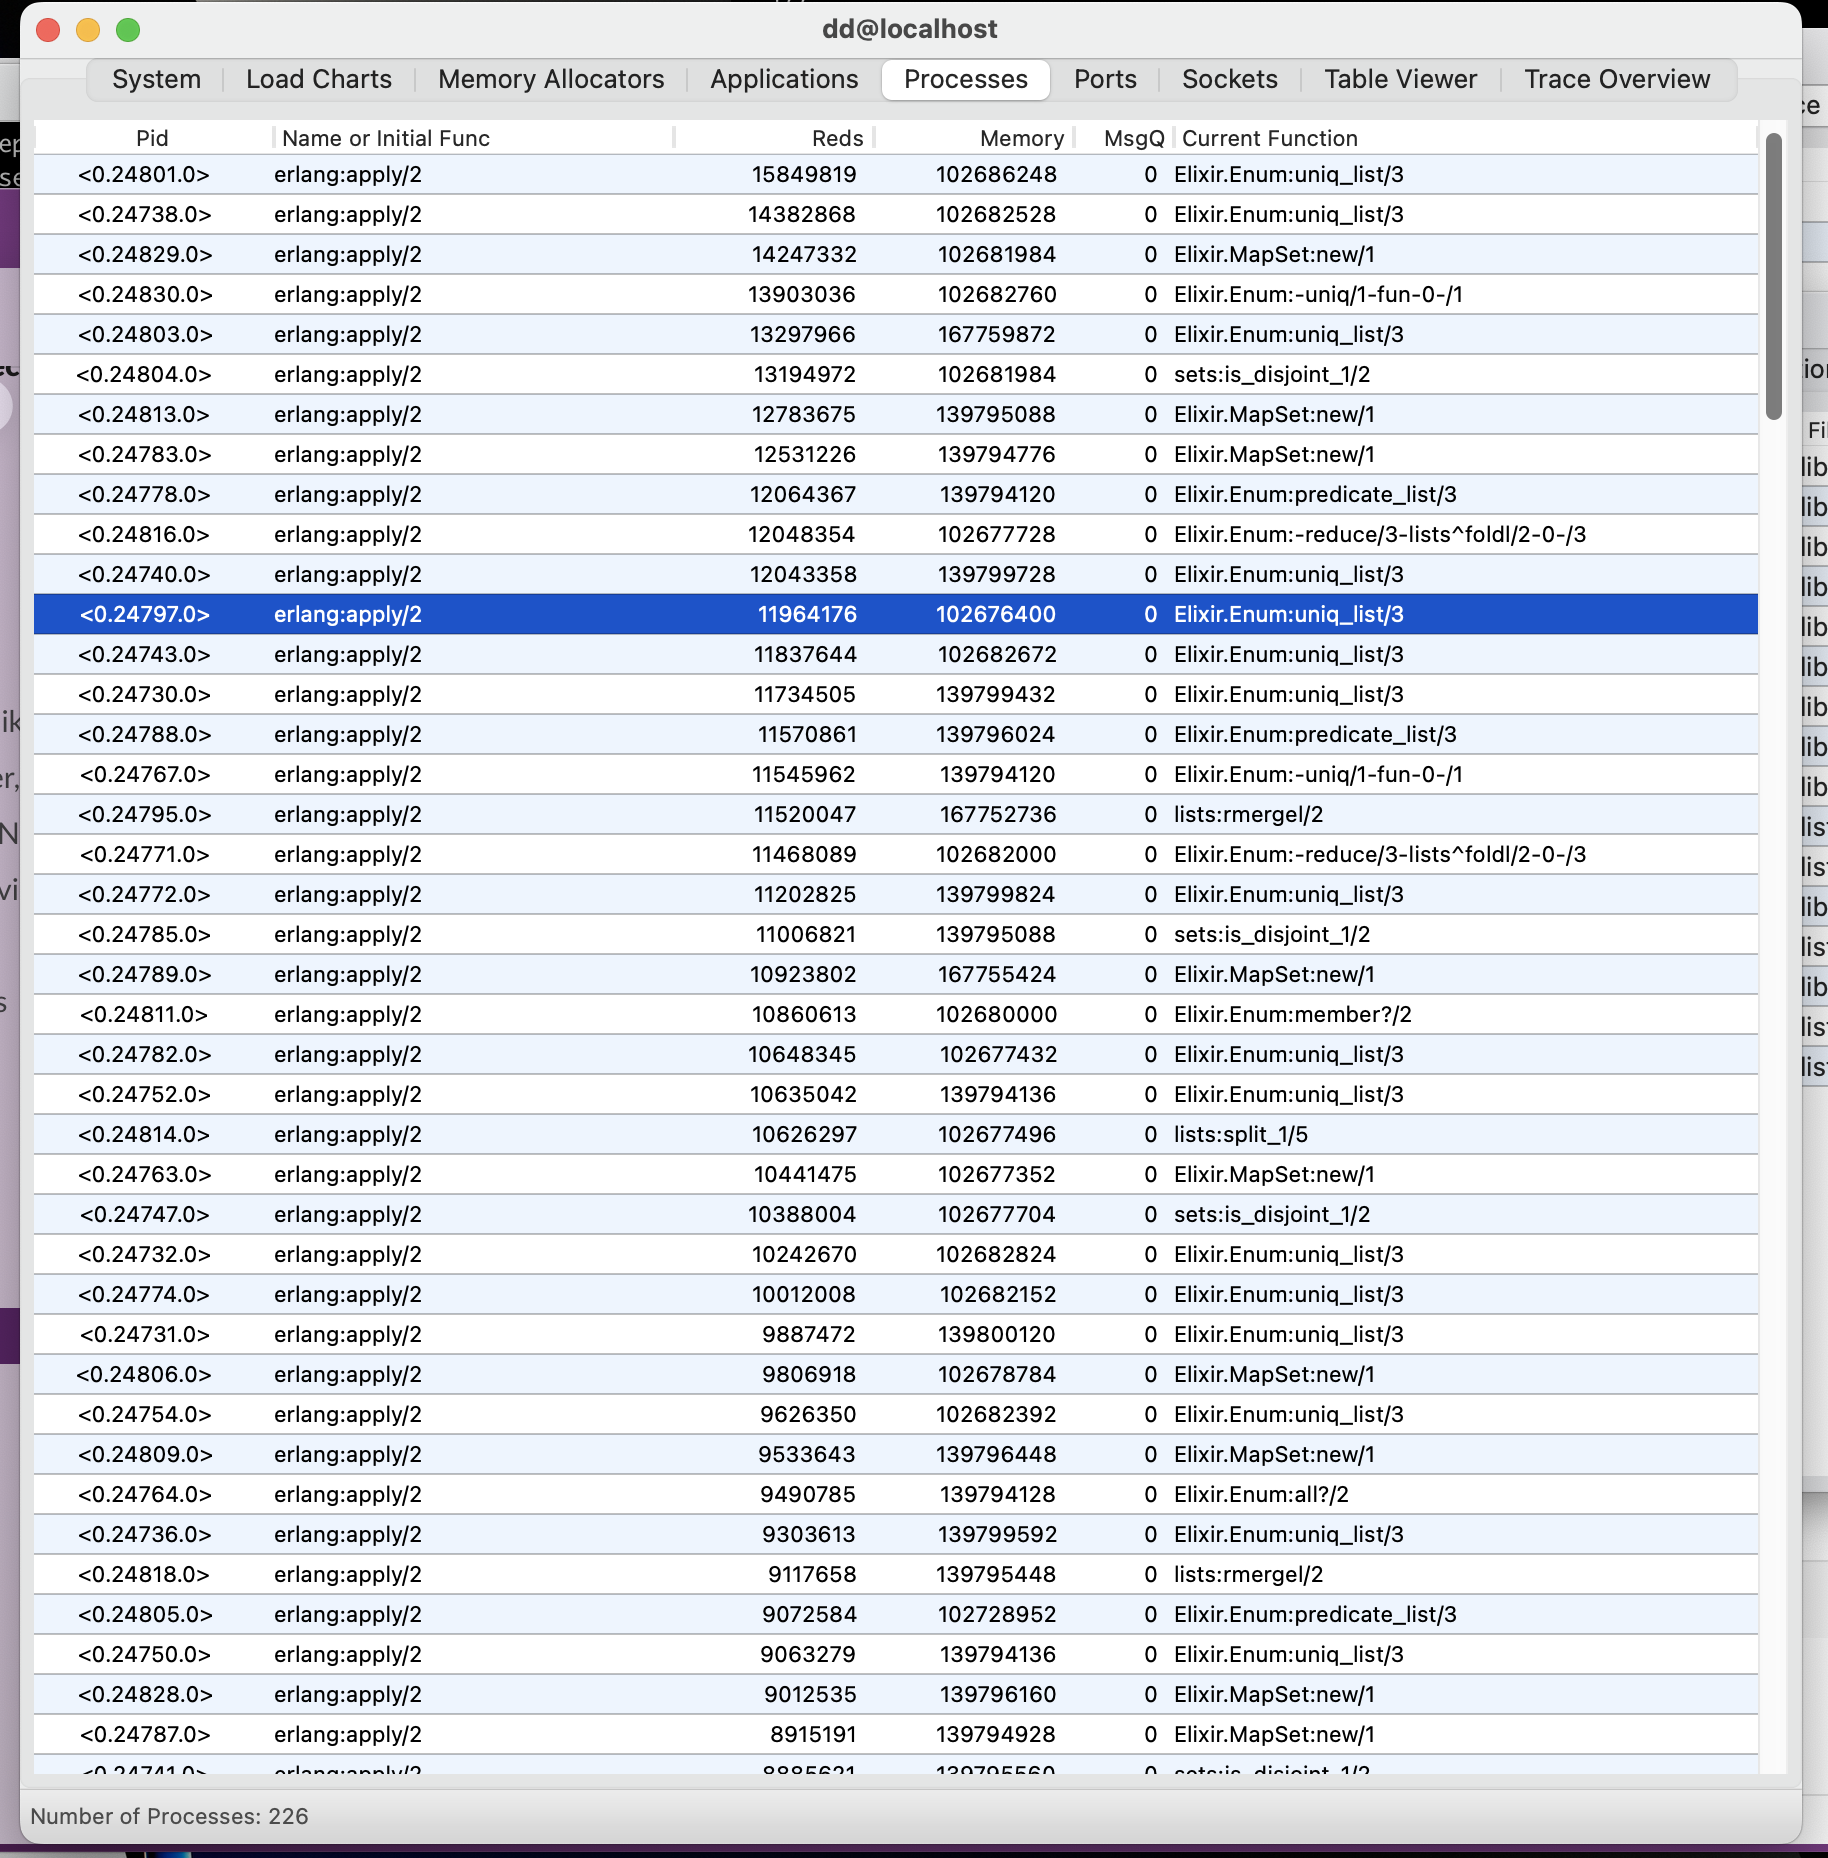 dd@localhost
System Load Charts Memory Allocators Applications Processes Ports Sockets Table Viewer Trace Overview
Pid Name or Initial Func Reds Memory MsgQ Current Function
<0.24801.0> erlang:apply/2 15849819 102686248 0 Elixir.Enum:uniq_list/3
<0.24738.0> erlang:apply/2 14382868 102682528 0 Elixir.Enum:uniq_list/3
<0.24829.0> erlang:apply/2 14247332 102681984 0 Elixir.MapSet:new/1
<0.24830.0> erlang:apply/2 13903036 102682760 0 Elixir.Enum:-uniq/1-fun-0-/1
<0.24803.0> erlang:apply/2 13297966 167759872 0 Elixir.Enum:uniq_list/3
<0.24804.0> erlang:apply/2 13194972 102681984 0 sets:is_disjoint_1/2
<0.24813.0> erlang:apply/2 12783675 139795088 0 Elixir.MapSet:new/1
<0.24783.0> erlang:apply/2 12531226 139794776 0 Elixir.MapSet:new/1
<0.24778.0> erlang:apply/2 12064367 139794120 0 Elixir.Enum:predicate_list/3
<0.24816.0> erlang:apply/2 12048354 102677728 0 Elixir.Enum:-reduce/3-lists^foldl/2-0-/3
<0.24740.0> erlang:apply/2 12043358 139799728 0 Elixir.Enum:uniq_list/3
<0.24797.0> erlang:apply/2 11964176 102676400 0 Elixir.Enum:uniq_list/3
<0.24743.0> erlang:apply/2 11837644 102682672 0 Elixir.Enum:uniq_list/3
<0.24730.0> erlang:apply/2 11734505 139799432 0 Elixir.Enum:uniq_list/3
<0.24788.0> erlang:apply/2 11570861 139796024 0 Elixir.Enum:predicate_list/3
<0.24767.0> erlang:apply/2 11545962 139794120 0 Elixir.Enum:-uniq/1-fun-0-/1
<0.24795.0> erlang:apply/2 11520047 167752736 0 lists:rmergel/2
<0.24771.0> erlang:apply/2 11468089 102682000 0 Elixir.Enum:-reduce/3-lists^foldl/2-0-/3
<0.24772.0> erlang:apply/2 11202825 139799824 0 Elixir.Enum:uniq_list/3
<0.24785.0> erlang:apply/2 11006821 139795088 0 sets:is_disjoint_1/2
<0.24789.0> erlang:apply/2 10923802 167755424 0 Elixir.MapSet:new/1
<0.24811.0> erlang:apply/2 10860613 102680000 0 Elixir.Enum:member?/2
<0.24782.0> erlang:apply/2 10648345 102677432 0 Elixir.Enum:uniq_list/3
<0.24752.0> erlang:apply/2 10635042 139794136 0 Elixir.Enum:uniq_list/3
<0.24814.0> erlang:apply/2 10626297 102677496 0 lists:split_1/5
<0.24763.0> erlang:apply/2 10441475 102677352 0 Elixir.MapSet:new/1
<0.24747.0> erlang:apply/2 10388004 102677704 0 sets:is_disjoint_1/2
<0.24732.0> erlang:apply/2 10242670 102682824 0 Elixir.Enum:uniq_list/3
<0.24774.0> erlang:apply/2 10012008 102682152 0 Elixir.Enum:uniq_list/3
<0.24731.0> erlang:apply/2 9887472 139800120 0 Elixir.Enum:uniq_list/3
<0.24806.0> erlang:apply/2 9806918 102678784 0 Elixir.MapSet:new/1
<0.24754.0> erlang:apply/2 9626350 102682392 0 Elixir.Enum:uniq_list/3
<0.24809.0> erlang:apply/2 9533643 139796448 0 Elixir.MapSet:new/1
<0.24764.0> erlang:apply/2 9490785 139794128 0 Elixir.Enum:all?/2
<0.24736.0> erlang:apply/2 9303613 139799592 0 Elixir.Enum:uniq_list/3
<0.24818.0> erlang:apply/2 9117658 139795448 0 lists:rmergel/2
<0.24805.0> erlang:apply/2 9072584 102728952 0 Elixir.Enum:predicate_list/3
<0.24750.0> erlang:apply/2 9063279 139794136 0 Elixir.Enum:uniq_list/3
<0.24828.0> erlang:apply/2 9012535 139796160 0 Elixir.MapSet:new/1
<0.24787.0> erlang:apply/2 8915191 139794928 0 Elixir.MapSet:new/1
<0.24741.0> erlang:apply/2 8885621 139795560 0 sets:is_disjoint_1/2
Number of Processes: 226